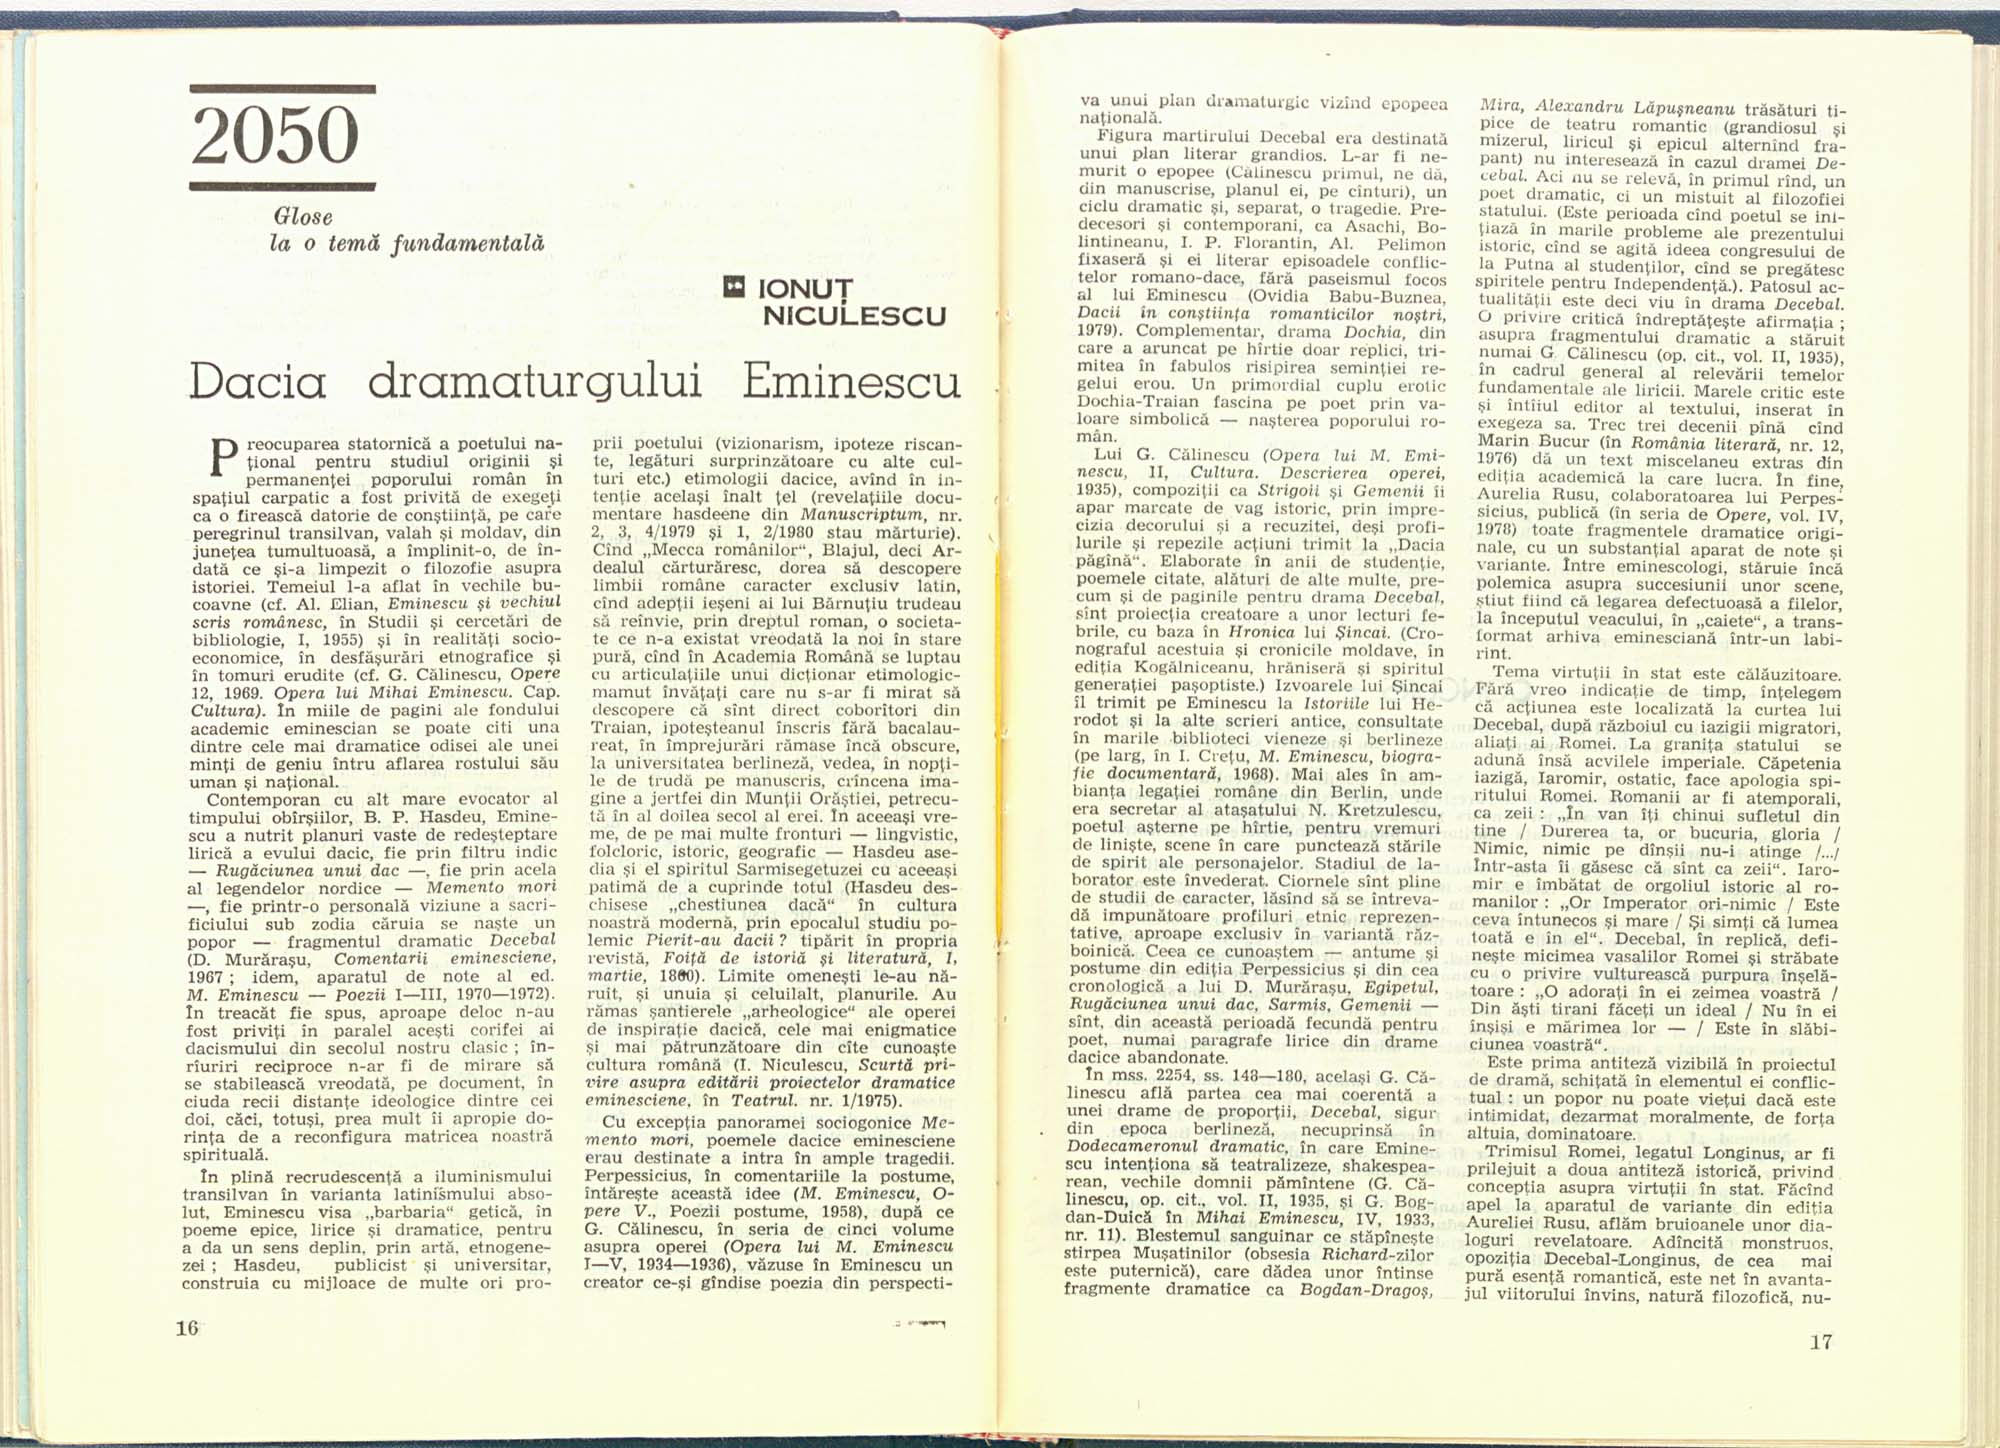 2050
Glose
la o temă fundamentală
IONUȚ
NICULESCU
Dacia dramaturgului Eminescu
Preocuparea statornică a poetului na-
țional pentru studiul originii și
permanenței poporului român în
spațiul carpatic a fost privită de exegeți
ca o firească datorie de conștiință, pe care
peregrinul transilvan, valah și moldav, din
junețea tumultuoasă, a împlinit-o, de în-
dată ce și-a limpezit o filozofie asupra
istoriei. Temeiul l-a aflat în vechile bu-
coavne (cf. Al. Elian, Eminescu și vechiul
scris românesc, în Studii și cercetări de
bibliologie, I, 1955) și în realități socio-
economice, în desfășurări etnografice și
în tomuri erudite (cf. G. Călinescu, Opere
12, 1969. Opera lui Mihai Eminescu. Cap.
Cultura). În miile de pagini ale fondului
academic eminescian se poate citi una
dintre cele mai dramatice odisei ale unei
minți de geniu întru aflarea rostului său
uman și național.
Contemporan cu alt mare evocator al
timpului obîrșiilor, B. P. Hasdeu, Emine-
scu a nutrit planuri vaste de redeșteptare
lirică a evului dacic, fie prin filtru indic
— Rugăciunea unui dac —, fie prin acela
al legendelor nordice — Memento mori
—, fie printr-o personală viziune a sacri-
ficiului sub zodia căruia se naște un
popor — fragmentul dramatic Decebal
(D. Murărașu, Comentarii eminesciene,
1967 ; idem, aparatul de note al ed.
M. Eminescu — Poezii I—III, 1970—1972).
În treacăt fie spus, aproape deloc n-au
fost priviți în paralel acești corifei ai
dacismului din secolul nostru clasic ; în-
rîuriri reciproce n-ar fi de mirare să
se stabilească vreodată, pe document, în
ciuda recii distanțe ideologice dintre cei
doi, căci, totuși, prea mult îi apropie do-
rința de a reconfigura matricea noastră
spirituală.
În plină recrudescență a iluminismului
transilvan în varianta latinismului abso-
lut, Eminescu visa „barbaria“ getică, în
poeme epice, lirice și dramatice, pentru
a da un sens deplin, prin artă, etnogene-
zei ; Hasdeu, publicist și universitar,
construia cu mijloace de multe ori pro-
prii poetului (vizionarism, ipoteze riscan-
te, legături surprinzătoare cu alte cul-
turi etc.) etimologii dacice, avînd în in-
tenție același înalt țel (revelațiile docu-
mentare hasdeene din Manuscriptum, nr.
2, 3, 4/1979 și 1, 2/1980 stau mărturie).
Cînd „Mecca românilor“, Blajul, deci Ar-
dealul cărturăresc, dorea să descopere
limbii române caracter exclusiv latin,
cînd adepții ieșeni ai lui Bărnuțiu trudeau
să reînvie, prin dreptul roman, o societa-
te ce n-a existat vreodată la noi în stare
pură, cînd în Academia Română se luptau
cu articulațiile unui dicționar etimologic-
mamut învățați care nu s-ar fi mirat să
descopere că sînt direct coborîtori din
Traian, ipoteșteanul înscris fără bacalau-
reat, în împrejurări rămase încă obscure,
la universitatea berlineză, vedea, în nopți-
le de trudă pe manuscris, crîncena ima-
gine a jertfei din Munții Orăștiei, petrecu-
tă în al doilea secol al erei. În aceeași vre-
me, de pe mai multe fronturi — lingvistic,
folcloric, istoric, geografic — Hasdeu ase-
dia și el spiritul Sarmisegetuzei cu aceeași
patimă de a cuprinde totul (Hasdeu des-
chisese „chestiunea dacă“ în cultura
noastră modernă, prin epocalul studiu po-
lemic Pierit-au dacii ? tipărit în propria
revistă, Foiță de istoriă și literatură, I,
martie, 1860). Limite omenești le-au nă-
ruit, și unuia și celuilalt, planurile. Au
rămas șantierele „arheologice“ ale operei
de inspirație dacică, cele mai enigmatice
și mai pătrunzătoare din cîte cunoaște
cultura română (I. Niculescu, Scurtă pri-
vire asupra editării proiectelor dramatice
eminesciene, în Teatrul. nr. 1/1975).
Cu excepția panoramei sociogonice Me-
mento mori, poemele dacice eminesciene
erau destinate a intra în ample tragedii.
Perpessicius, în comentariile la postume,
întărește această idee (M. Eminescu, O-
pere V., Poezii postume, 1958), după ce
G. Călinescu, în seria de cinci volume
asupra operei (Opera lui M. Eminescu
I—V, 1934—1936), văzuse în Eminescu un
creator ce-și gîndise poezia din perspecti-
16
va unui plan dramaturgic vizînd epopeea
națională.
Figura martirului Decebal era destinată
unui plan literar grandios. L-ar fi ne-
murit o epopee (Călinescu primul, ne dă,
din manuscrise, planul ei, pe cînturi), un
ciclu dramatic și, separat, o tragedie. Pre-
decesori și contemporani, ca Asachi, Bo-
lintineanu, I. P. Florantin, Al. Pelimon
fixaseră și ei literar episoadele conflic-
telor romano-dace, fără paseismul focos
al lui Eminescu (Ovidia Babu-Buznea,
Dacii în conștiința romanticilor noștri,
1979). Complementar, drama Dochia, din
care a aruncat pe hîrtie doar replici, tri-
mitea în fabulos risipirea seminției re-
gelui erou. Un primordial cuplu erotic
Dochia-Traian fascina pe poet prin va-
loare simbolică — nașterea poporului ro-
mân.
Lui G. Călinescu (Opera lui M. Emi-
nescu, II, Cultura. Descrierea operei,
1935), compoziții ca Strigoii și Gemenii îi
apar marcate de vag istoric, prin impre-
cizia decorului și a recuzitei, deși profi-
lurile și repezile acțiuni trimit la „Dacia
păgînă“. Elaborate în anii de studenție,
poemele citate, alături de alte multe, pre-
cum și de paginile pentru drama Decebal,
sînt proiecția creatoare a unor lecturi fe-
brile, cu baza în Hronica lui Șincai. (Cro-
nograful acestuia și cronicile moldave, în
ediția Kogălniceanu, hrăniseră și spiritul
generației pașoptiste.) Izvoarele lui Șincai
îl trimit pe Eminescu la Istoriile lui He-
rodot și la alte scrieri antice, consultate
în marile biblioteci vieneze și berlineze
(pe larg, în I. Crețu, M. Eminescu, biogra-
fie documentară, 1968). Mai ales în am-
bianța legației române din Berlin, unde
era secretar al atașatului N. Kretzulescu,
poetul așterne pe hîrtie, pentru vremuri
de liniște, scene în care punctează stările
de spirit ale personajelor. Stadiul de la-
borator este învederat. Ciornele sînt pline
de studii de caracter, lăsînd să se întreva-
dă impunătoare profiluri etnic reprezen-
tative, aproape exclusiv în variantă răz-
boinică. Ceea ce cunoaștem — antume și
postume din ediția Perpessicius și din cea
cronologică a lui D. Murărașu, Egipetul,
Rugăciunea unui dac, Sarmis, Gemenii —
sînt, din această perioadă fecundă pentru
poet, numai paragrafe lirice din drame
dacice abandonate.
În mss. 2254, ss. 148—180, același G. Că-
linescu află partea cea mai coerentă a
unei drame de proporții, Decebal, sigur
din epoca berlineză, necuprinsă în
Dodecameronul dramatic, în care Emine-
scu intenționa să teatralizeze, shakespea-
rean, vechile domnii pămîntene (G. Că-
linescu, op. cit., vol. II, 1935, și G. Bog-
dan-Duică în Mihai Eminescu, IV, 1933,
nr. 11). Blestemul sanguinar ce stăpînește
stirpea Mușatinilor (obsesia Richard-zilor
este puternică), care dădea unor întinse
fragmente dramatice ca Bogdan-Dragoș,
Mira, Alexandru Lăpușneanu trăsături ti-
pice de teatru romantic (grandiosul și
mizerul, liricul și epicul alternînd fra-
pant) nu interesează în cazul dramei De-
cebal. Aci nu se relevă, în primul rînd, un
poet dramatic, ci un mistuit al filozofiei
statului. (Este perioada cînd poetul se ini-
țiază în marile probleme ale prezentului
istoric, cînd se agită ideea congresului de
la Putna al studenților, cînd se pregătesc
spiritele pentru Independență.). Patosul ac-
tualității este deci viu în drama Decebal.
O privire critică îndreptățește afirmația ;
asupra fragmentului dramatic a stăruit
numai G. Călinescu (op. cit., vol. II, 1935),
în cadrul general al relevării temelor
fundamentale ale liricii. Marele critic este
și întîiul editor al textului, inserat în
exegeza sa. Trec trei decenii pînă cînd
Marin Bucur (în România literară, nr. 12,
1976) dă un text miscelaneu extras din
ediția academică la care lucra. În fine,
Aurelia Rusu, colaboratoarea lui Perpes-
sicius, publică (în seria de Opere, vol. IV,
1978) toate fragmentele dramatice origi-
nale, cu un substanțial aparat de note și
variante. Între eminescologi, stăruie încă
polemica asupra succesiunii unor scene,
știut fiind că legarea defectuoasă a filelor,
la începutul veacului, în „caiete“, a trans-
format arhiva eminesciană într-un labi-
rint.
Tema virtuții în stat este călăuzitoare.
Fără vreo indicație de timp, înțelegem
că acțiunea este localizată la curtea lui
Decebal, după războiul cu iazigii migratori,
aliați ai Romei. La granița statului se
adună însă acvilele imperiale. Căpetenia
iazigă, Iaromir, ostatic, face apologia spi-
ritului Romei. Romanii ar fi atemporali,
ca zeii : „În van îți chinui sufletul din
tine / Durerea ta, or bucuria, gloria /
Nimic, nimic pe dînșii nu-i atinge /.../
Într-asta îi găsesc că sînt ca zeii“. Iaro-
mir e îmbătat de orgoliul istoric al ro-
manilor : „Or Imperator ori-nimic / Este
ceva întunecos și mare / Și simți că lumea
toată e în el“. Decebal, în replică, defi-
nește micimea vasalilor Romei și străbate
cu o privire vulturească purpura înșelă-
toare : „O adorați în ei zeimea voastră /
Din ăști tirani făceți un ideal / Nu în ei
înșiși e mărimea lor — / Este în slăbi-
ciunea voastră“.
Este prima antiteză vizibilă în proiectul
de dramă, schițată în elementul ei conflic-
tual : un popor nu poate viețui dacă este
intimidat, dezarmat moralmente, de forța
altuia, dominatoare.
Trimisul Romei, legatul Longinus, ar fi
prilejuit a doua antiteză istorică, privind
concepția asupra virtuții în stat. Făcînd
apel la aparatul de variante din ediția
Aureliei Rusu, aflăm bruioanele unor dia-
loguri revelatoare. Adîncită monstruos,
opoziția Decebal-Longinus, de cea mai
pură esență romantică, este net în avanta-
jul viitorului învins, natură filozofică, nu-
17